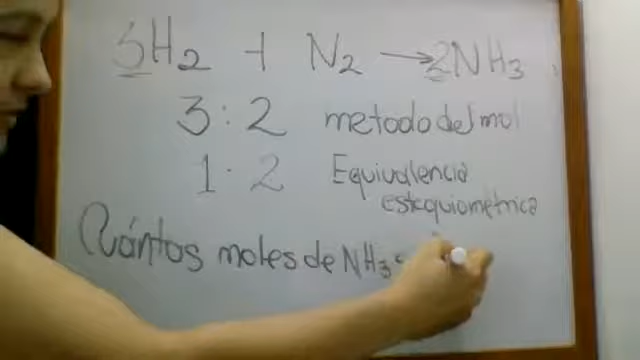 3H₂ + N₂ → 2NH₃
3:2 metodo del mol
1:2 Equivalencia
estequiometrica
Cuántos moles de NH₃